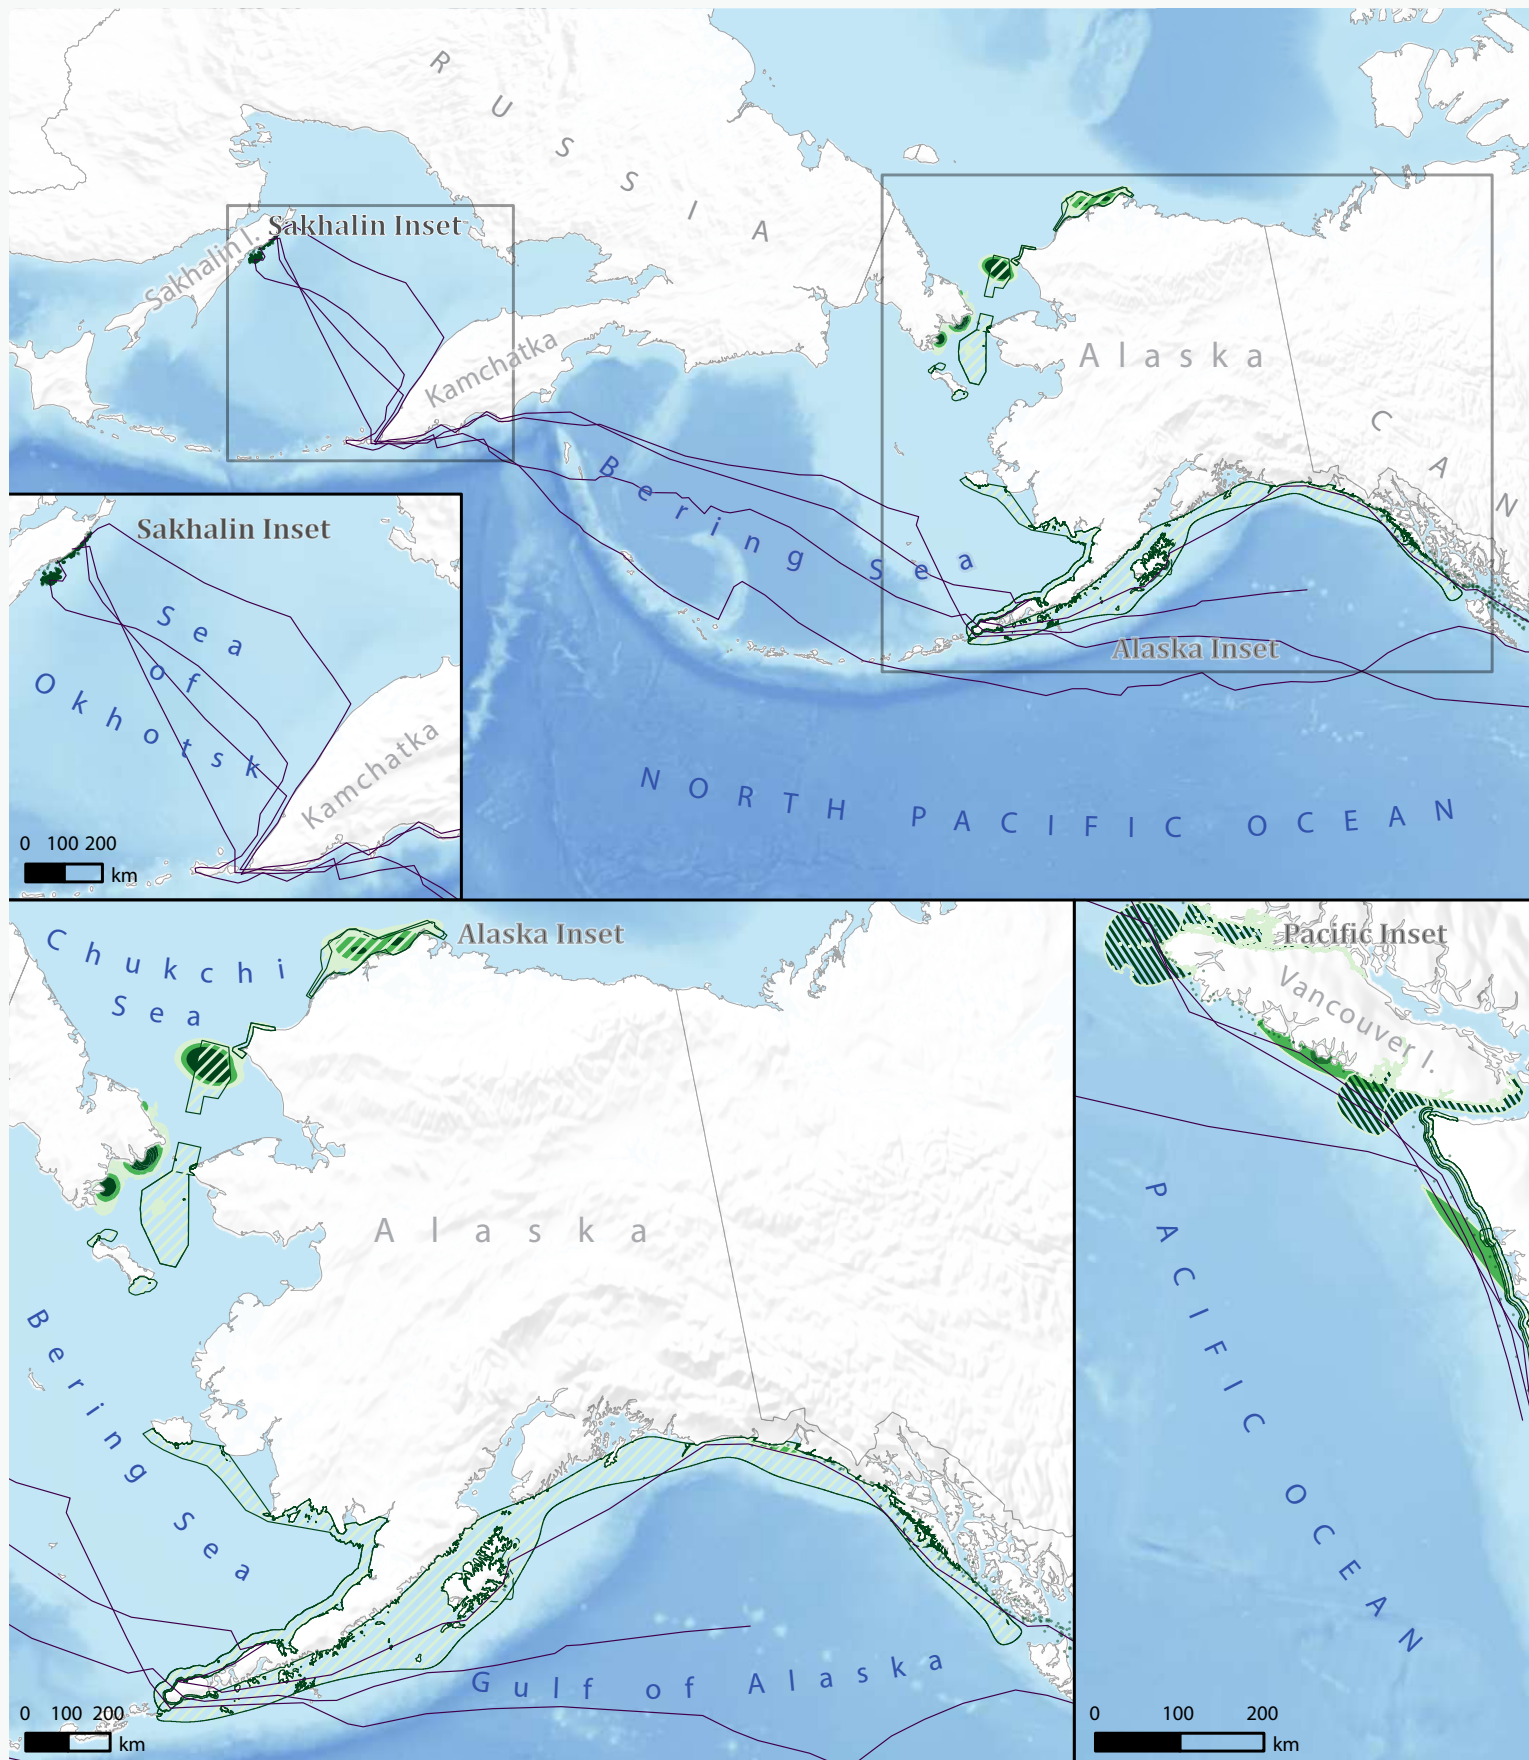 RUSSIA
Sakhalin Inset
Sakhalin I.
Kamchatka
Alaska
CAN
Bering Sea
Alaska Inset
NORTH PACIFIC OCEAN
Sakhalin Inset
Sea
of
Okhotsk
Kamchatka
0 100 200
km
Chukchi
Sea
Alaska Inset
Alaska
Bering Sea
Gulf of Alaska
0 100 200
km
Pacific Inset
Vancouver I.
PACIFIC OCEAN
0 100 200
km